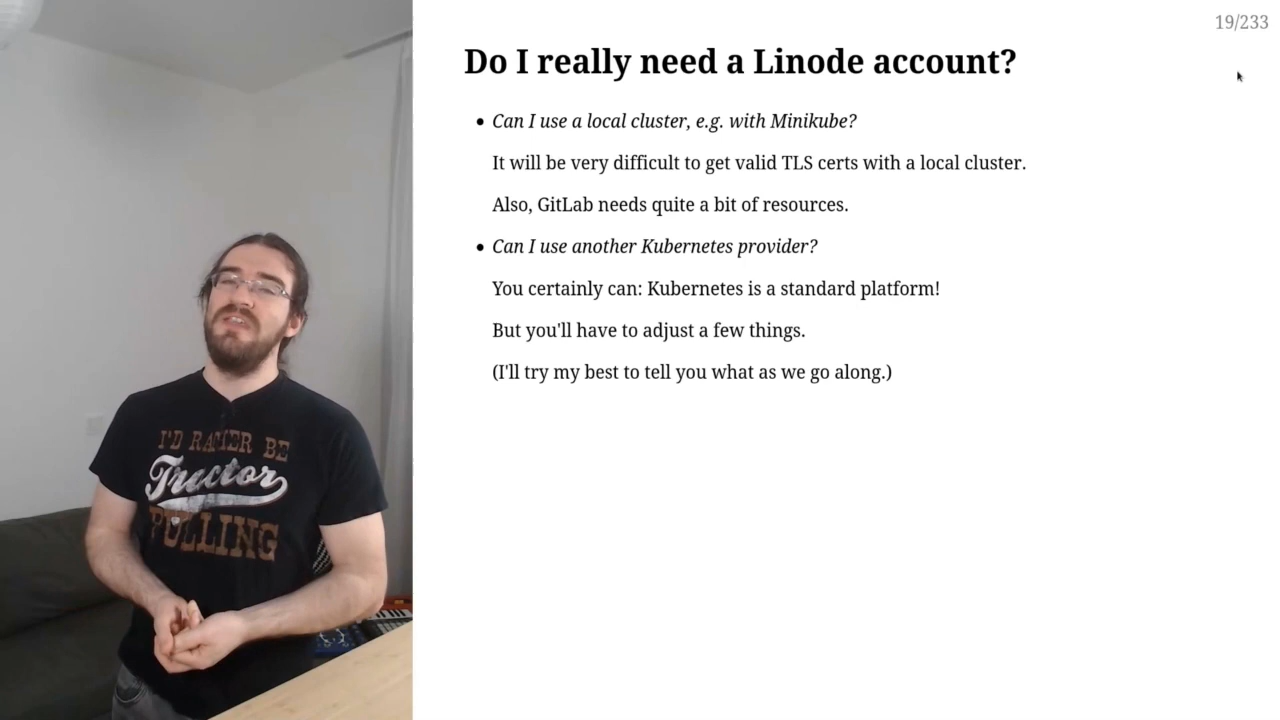 19/233
Do I really need a Linode account?
• Can I use a local cluster, e.g. with Minikube?
It will be very difficult to get valid TLS certs with a local cluster.
Also, GitLab needs quite a bit of resources.
• Can I use another Kubernetes provider?
You certainly can: Kubernetes is a standard platform!
But you'll have to adjust a few things.
(I'll try my best to tell you what as we go along.)
I'D RATHER BE
Tractor
PULLING